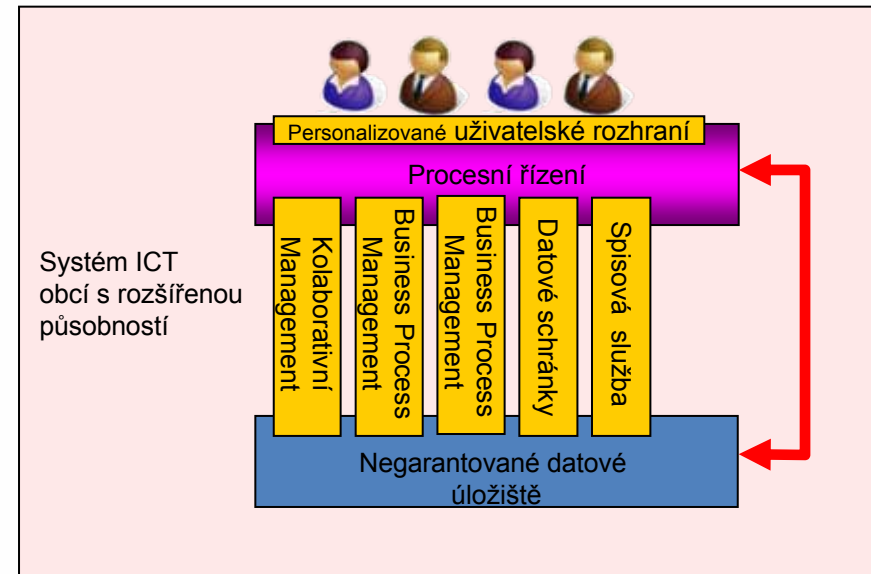 Personalizované uživatelské rozhraní
Procesní řízení
Systém ICT
obcí s rozšířenou
působností
Kolaborativní
Management
Business Process
Management
Business Process
Management
Datové schránky
Spisová služba
Negarantované datové
úložiště